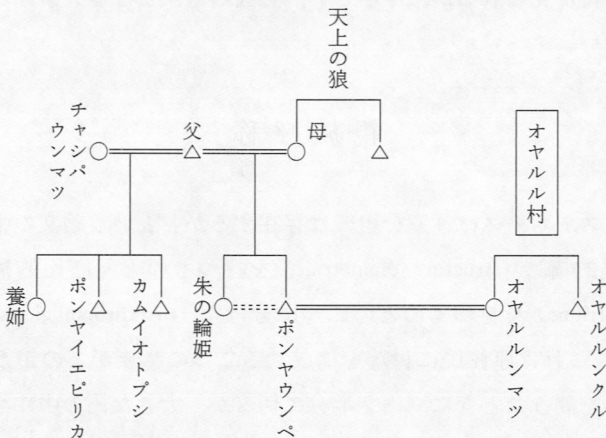 天上の狼
オヤルル村
チャシパ
ウンマツ
父
母
養姉
ポンヤイエピリカ
カムイオㇷ゚シ
朱の輪姫
ポンヤウンペ
オヤルルンマツ
オヤルルンクル